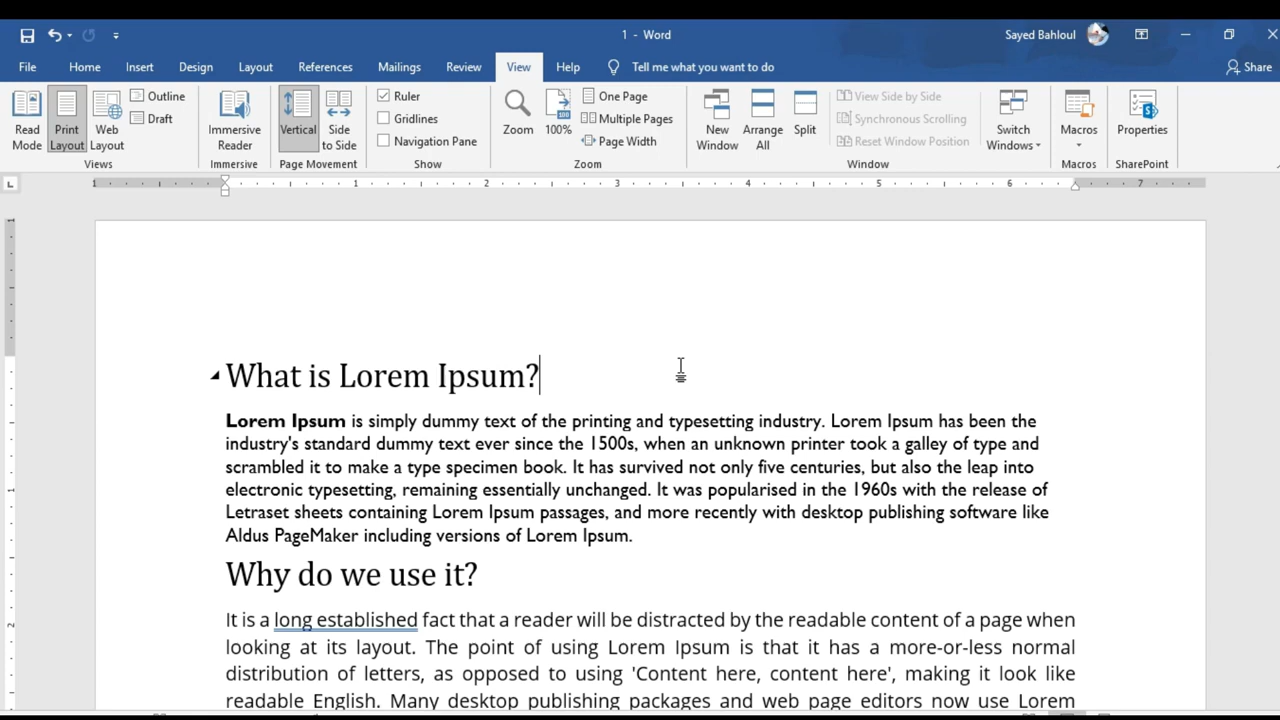 1 - Word
Sayed Bahloul
File Home Insert Design Layout References Mailings Review View Help Tell me what you want to do Share
Read Mode
Print Layout
Web Layout
Outline
Draft
Views
Immersive Reader
Immersive
Vertical
Side to Side
Page Movement
Ruler
Gridlines
Navigation Pane
Show
Zoom
100%
One Page
Multiple Pages
Page Width
Zoom
New Window
Arrange All
Split
View Side by Side
Synchronous Scrolling
Reset Window Position
Switch Windows
Window
Macros
Macros
Properties
SharePoint
1 1 2 3 4 5 6 7
What is Lorem Ipsum?
Lorem Ipsum is simply dummy text of the printing and typesetting industry. Lorem Ipsum has been the
industry's standard dummy text ever since the 1500s, when an unknown printer took a galley of type and
scrambled it to make a type specimen book. It has survived not only five centuries, but also the leap into
electronic typesetting, remaining essentially unchanged. It was popularised in the 1960s with the release of
Letraset sheets containing Lorem Ipsum passages, and more recently with desktop publishing software like
Aldus PageMaker including versions of Lorem Ipsum.
Why do we use it?
It is a long established fact that a reader will be distracted by the readable content of a page when
looking at its layout. The point of using Lorem Ipsum is that it has a more-or-less normal
distribution of letters, as opposed to using 'Content here, content here', making it look like
readable English. Many desktop publishing packages and web page editors now use Lorem